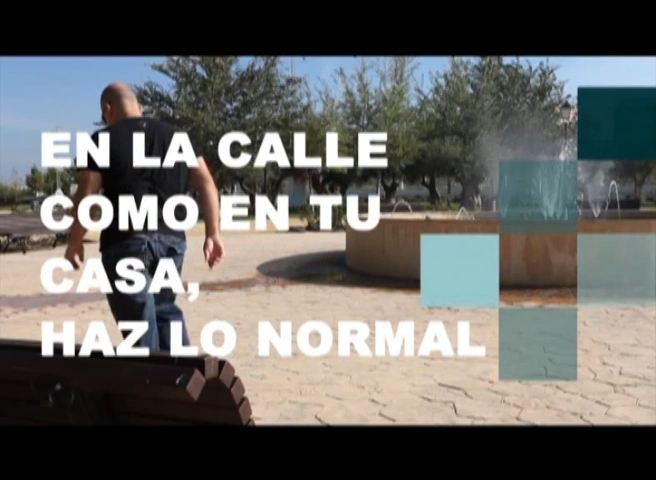 EN LA CALLE
COMO EN TU
CASA,
HAZ LO NORMAL